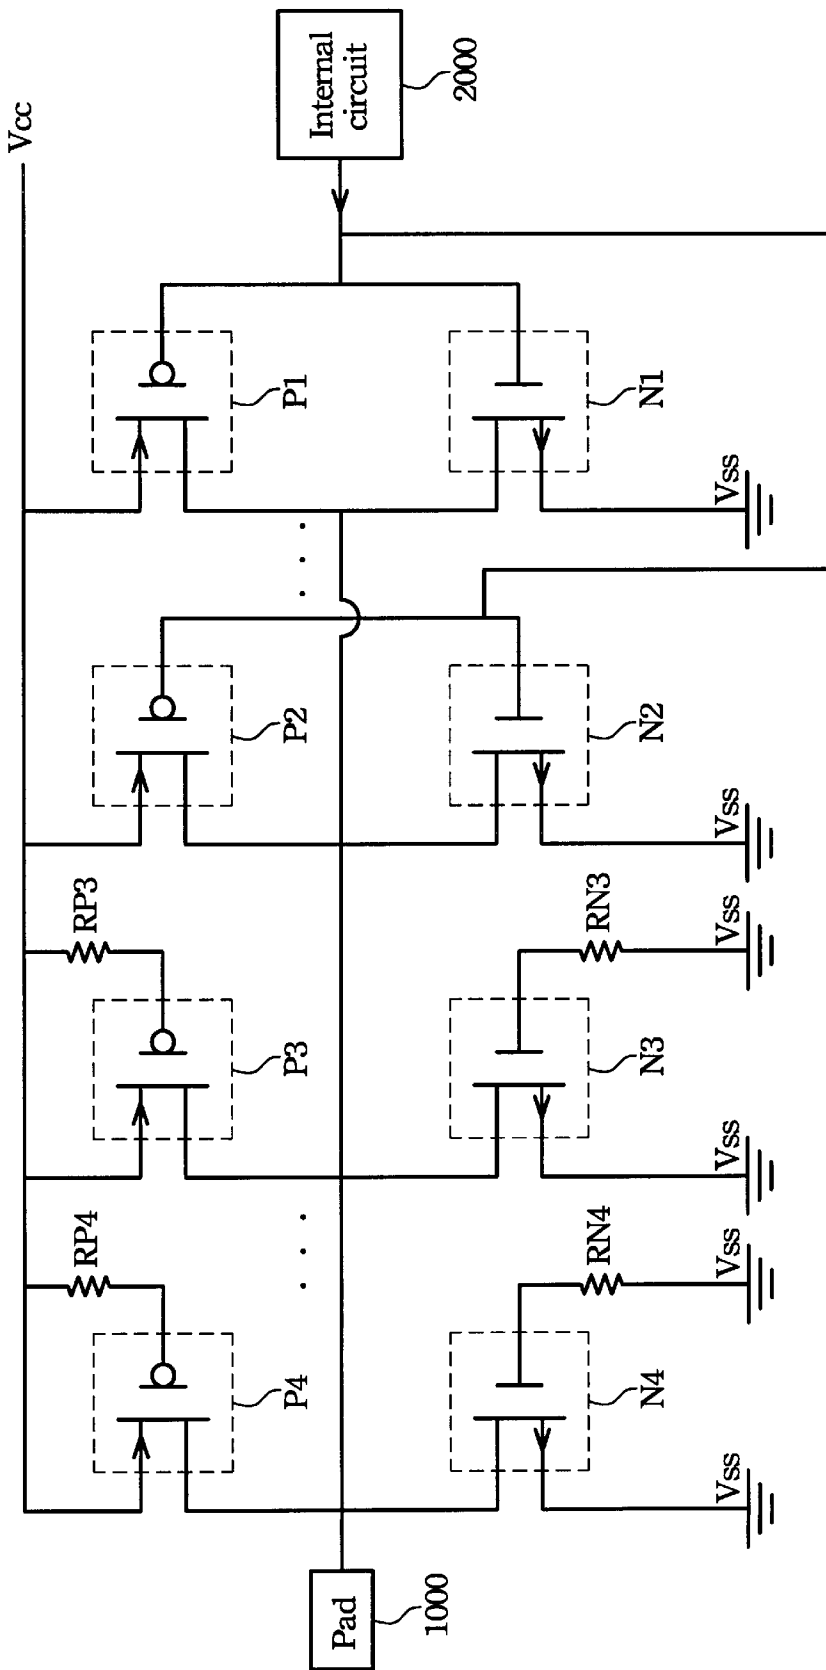 Vcc
RP4
RP3
P4
P3
P2
P1
Pad
1000
Internal
circuit
2000
N4
N3
N2
N1
RN4
RN3
Vss
Vss
Vss
Vss
Vss
Vss